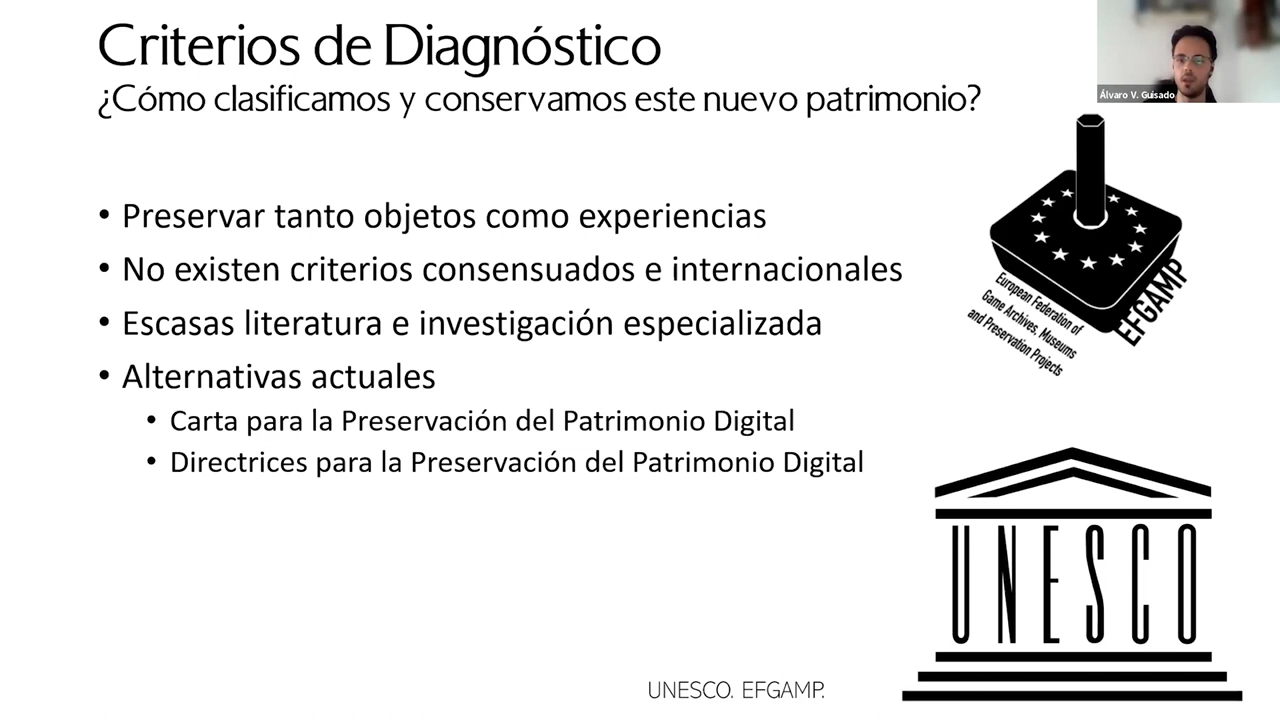 Criterios de Diagnóstico
¿Cómo clasificamos y conservamos este nuevo patrimonio?
Álvaro V. Guisado
• Preservar tanto objetos como experiencias
• No existen criterios consensuados e internacionales
• Escasas literatura e investigación especializada
• Alternativas actuales
• Carta para la Preservación del Patrimonio Digital
• Directrices para la Preservación del Patrimonio Digital
European Federation of
Game Archives, Museums
and Preservation Projects
EFGAMP
UNESCO
UNESCO. EFGAMP.